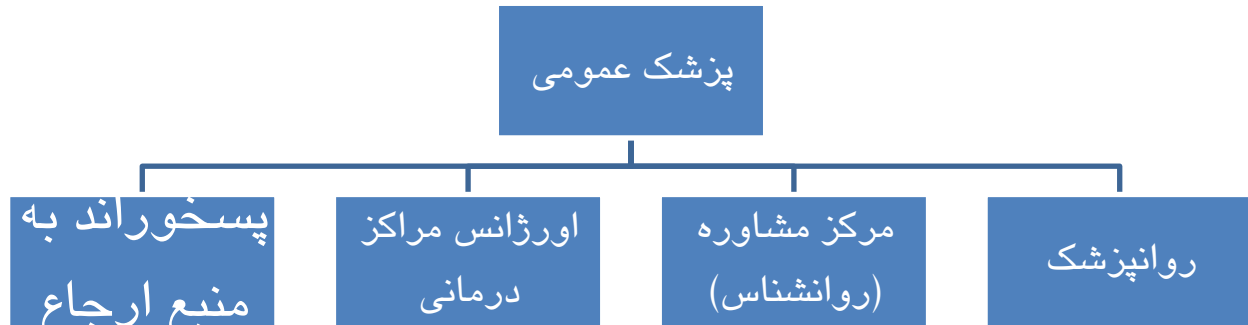 پزشک عمومی
روانپزشک
مرکز مشاوره
(روانشناس)
اورژانس مراکز
درمانی
پسخوراند به
منبع ارجاع